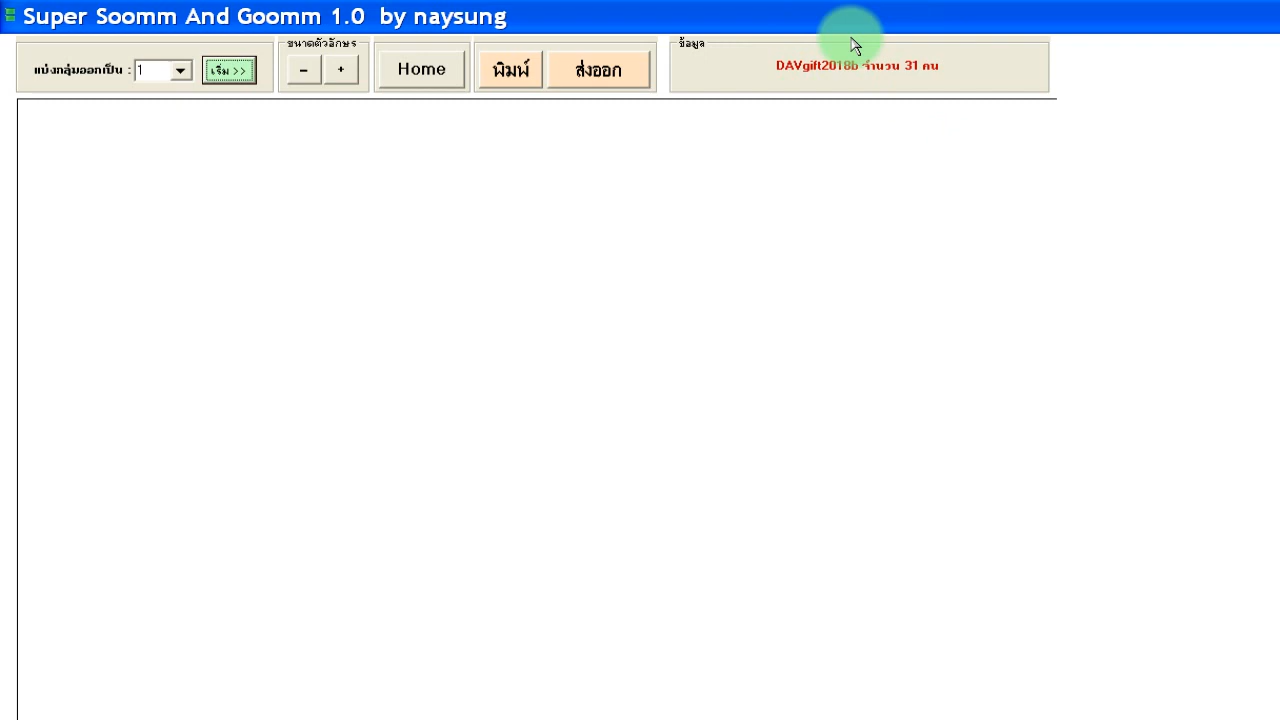 Super Soomm And Goomm 1.0 by naysung
แบ่งกลุ่มออกเป็น : 1 เริ่ม >>
ขนาดตัวอักษร
- +
Home
พิมพ์ ส่งออก
ข้อมูล
DAVgift2018b จำนวน 31 คน